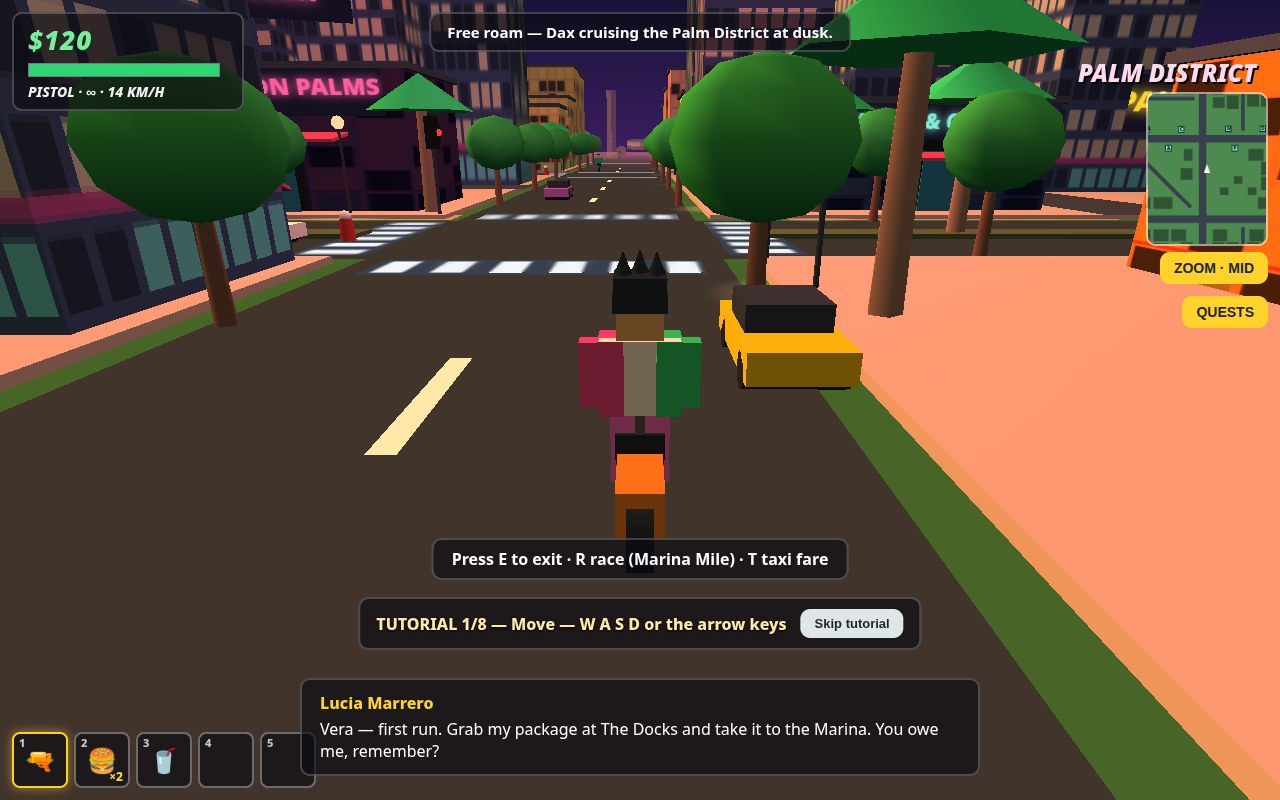 $120
PISTOL · ∞ · 14 KM/H
Free roam — Dax cruising the Palm District at dusk.
PALM DISTRICT
ON PALMS
& 
ZOOM · MID
QUESTS
Press E to exit · R race (Marina Mile) · T taxi fare
TUTORIAL 1/8 — Move — W A S D or the arrow keys
Skip tutorial
Lucia Marrero
Vera — first run. Grab my package at The Docks and take it to the Marina. You owe
me, remember?
1
2
×2
3
4
5